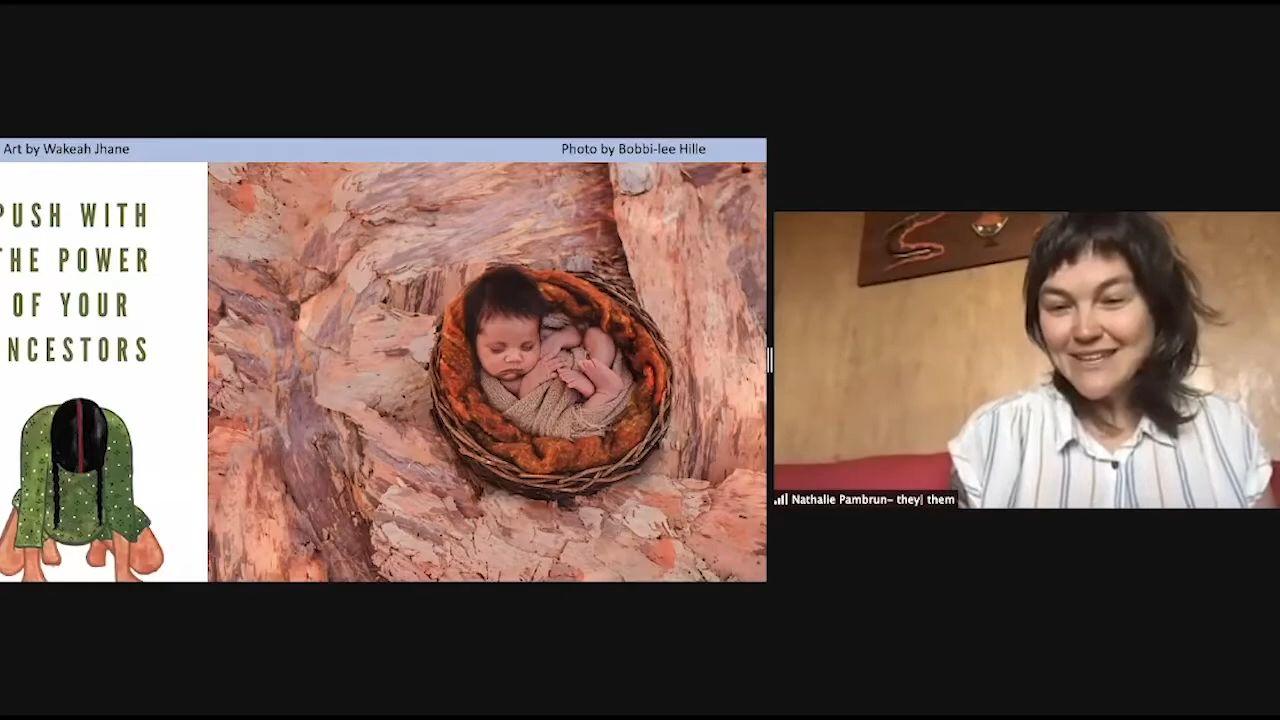 Art by Wakeah Jhane
Photo by Bobbi-lee Hille
PUSH WITH
THE POWER
OF YOUR
NCESTORS
Nathalie Pambrun– they| them